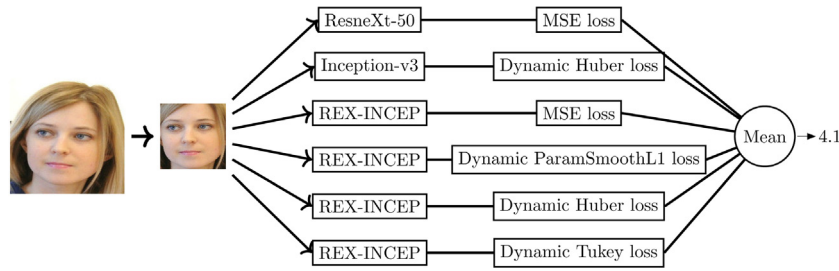 ResneXt-50 MSE loss
Inception-v3 Dynamic Huber loss
REX-INCEP MSE loss
Mean 4.1
REX-INCEP Dynamic ParamSmoothL1 loss
REX-INCEP Dynamic Huber loss
REX-INCEP Dynamic Tukey loss